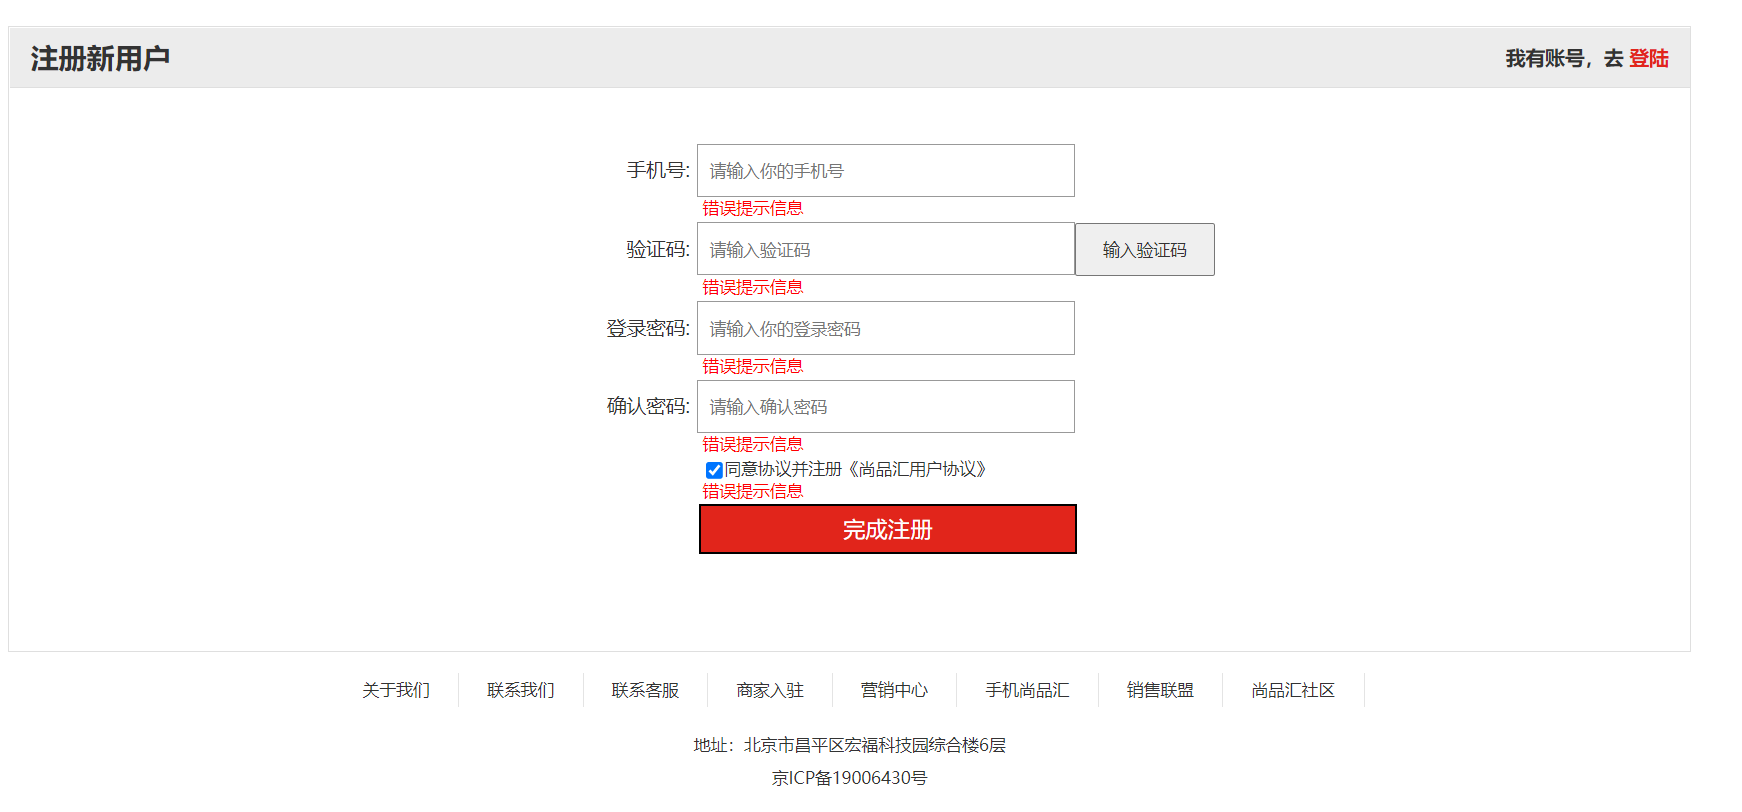 注册新用户
我有账号，去 登陆
手机号: 请输入你的手机号
错误提示信息
验证码: 请输入验证码 输入验证码
错误提示信息
登录密码: 请输入你的登录密码
错误提示信息
确认密码: 请输入确认密码
错误提示信息
同意协议并注册《尚品汇用户协议》
错误提示信息
完成注册
关于我们 联系我们 联系客服 商家入驻 营销中心 手机尚品汇 销售联盟 尚品汇社区
地址：北京市昌平区宏福科技园综合楼6层
京ICP备19006430号